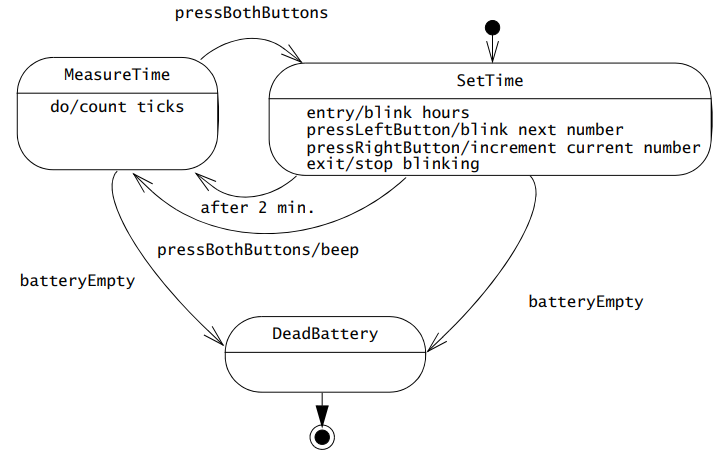 pressBothButtons
MeasureTime
do/count ticks
SetTime
entry/blink hours
pressLeftButton/blink next number
pressRightButton/increment current number
exit/stop blinking
after 2 min.
pressBothButtons/beep
batteryEmpty
batteryEmpty
DeadBattery